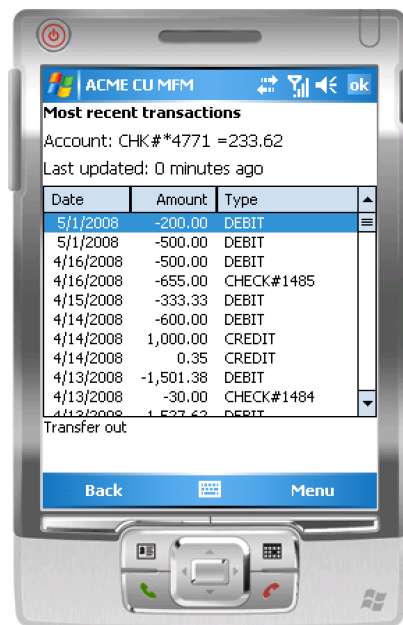 ACME CU MFM ok
Most recent transactions
Account: CHK#*4771 =233.62
Last updated: 0 minutes ago
Date Amount Type
5/1/2008 -200.00 DEBIT
5/1/2008 -500.00 DEBIT
4/16/2008 -500.00 DEBIT
4/16/2008 -655.00 CHECK#1485
4/15/2008 -333.33 DEBIT
4/14/2008 -600.00 DEBIT
4/14/2008 1,000.00 CREDIT
4/14/2008 0.35 CREDIT
4/13/2008 -1,501.38 DEBIT
4/13/2008 -30.00 CHECK#1484
4/13/2008 DEBIT
Transfer out
Back Menu